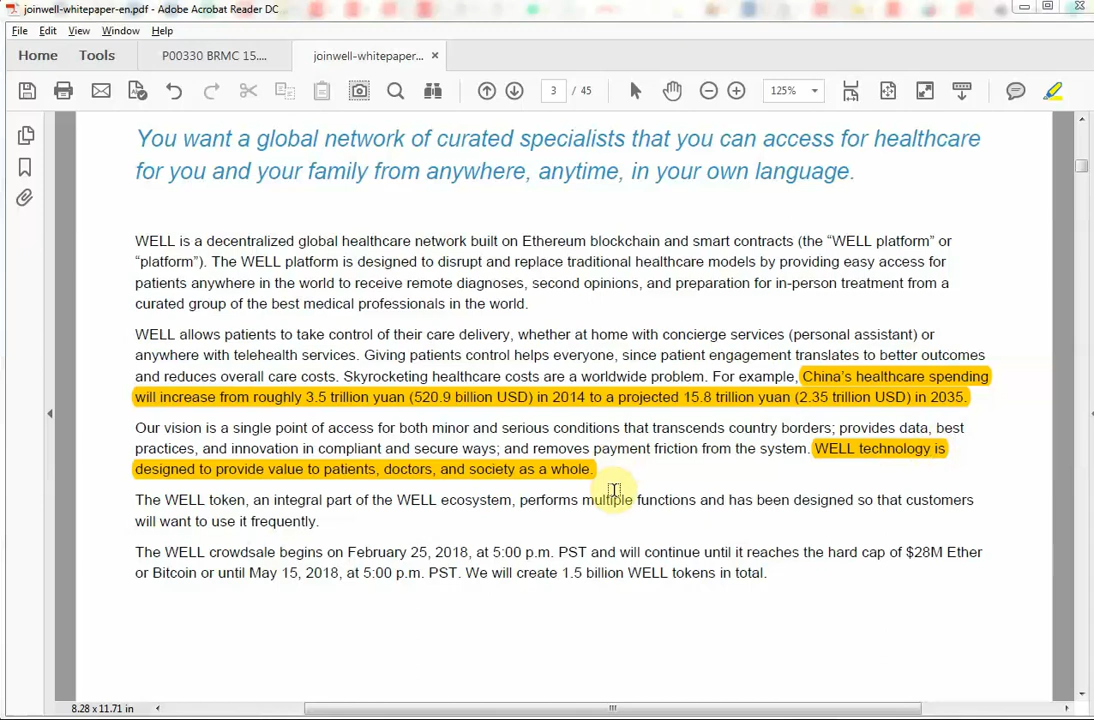 joinwell-whitepaper-en.pdf - Adobe Acrobat Reader DC
File Edit View Window Help
Home Tools P00330 BRMC 15.... joinwell-whitepaper... ×
3 / 45 125%
You want a global network of curated specialists that you can access for healthcare
for you and your family from anywhere, anytime, in your own language.
WELL is a decentralized global healthcare network built on Ethereum blockchain and smart contracts (the “WELL platform” or
“platform”). The WELL platform is designed to disrupt and replace traditional healthcare models by providing easy access for
patients anywhere in the world to receive remote diagnoses, second opinions, and preparation for in-person treatment from a
curated group of the best medical professionals in the world.
WELL allows patients to take control of their care delivery, whether at home with concierge services (personal assistant) or
anywhere with telehealth services. Giving patients control helps everyone, since patient engagement translates to better outcomes
and reduces overall care costs. Skyrocketing healthcare costs are a worldwide problem. For example, China’s healthcare spending
will increase from roughly 3.5 trillion yuan (520.9 billion USD) in 2014 to a projected 15.8 trillion yuan (2.35 trillion USD) in 2035.
Our vision is a single point of access for both minor and serious conditions that transcends country borders; provides data, best
practices, and innovation in compliant and secure ways; and removes payment friction from the system. WELL technology is
designed to provide value to patients, doctors, and society as a whole.
The WELL token, an integral part of the WELL ecosystem, performs multiple functions and has been designed so that customers
will want to use it frequently.
The WELL crowdsale begins on February 25, 2018, at 5:00 p.m. PST and will continue until it reaches the hard cap of $28M Ether
or Bitcoin or until May 15, 2018, at 5:00 p.m. PST. We will create 1.5 billion WELL tokens in total.
8.28 x 11.71 in